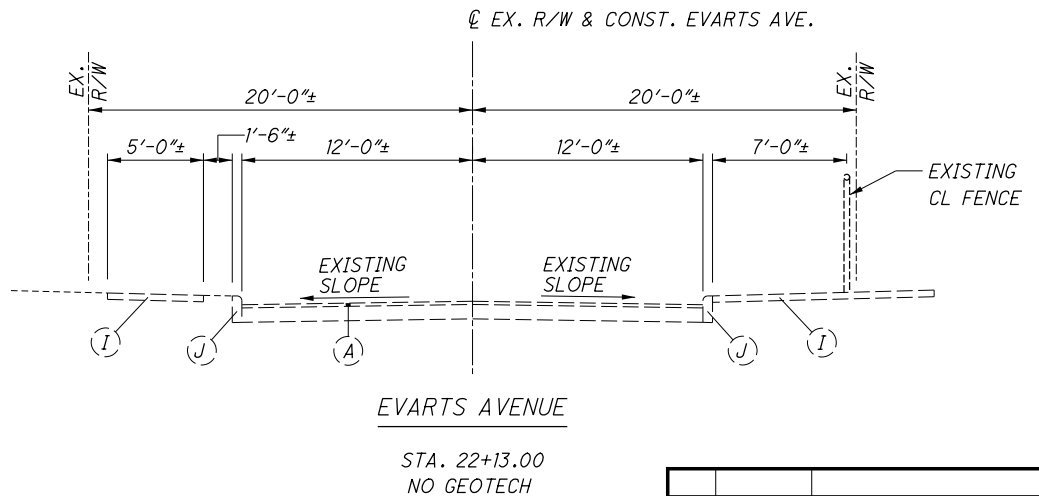 ℄ EX. R/W & CONST. EVARTS AVE.
EX.
R/W
EX.
R/W
20'-0"±
20'-0"±
5'-0"±
1'-6"±
12'-0"±
12'-0"±
7'-0"±
EXISTING
CL FENCE
EXISTING
SLOPE
EXISTING
SLOPE
I
J
A
J
I
EVARTS AVENUE
STA. 22+13.00
NO GEOTECH